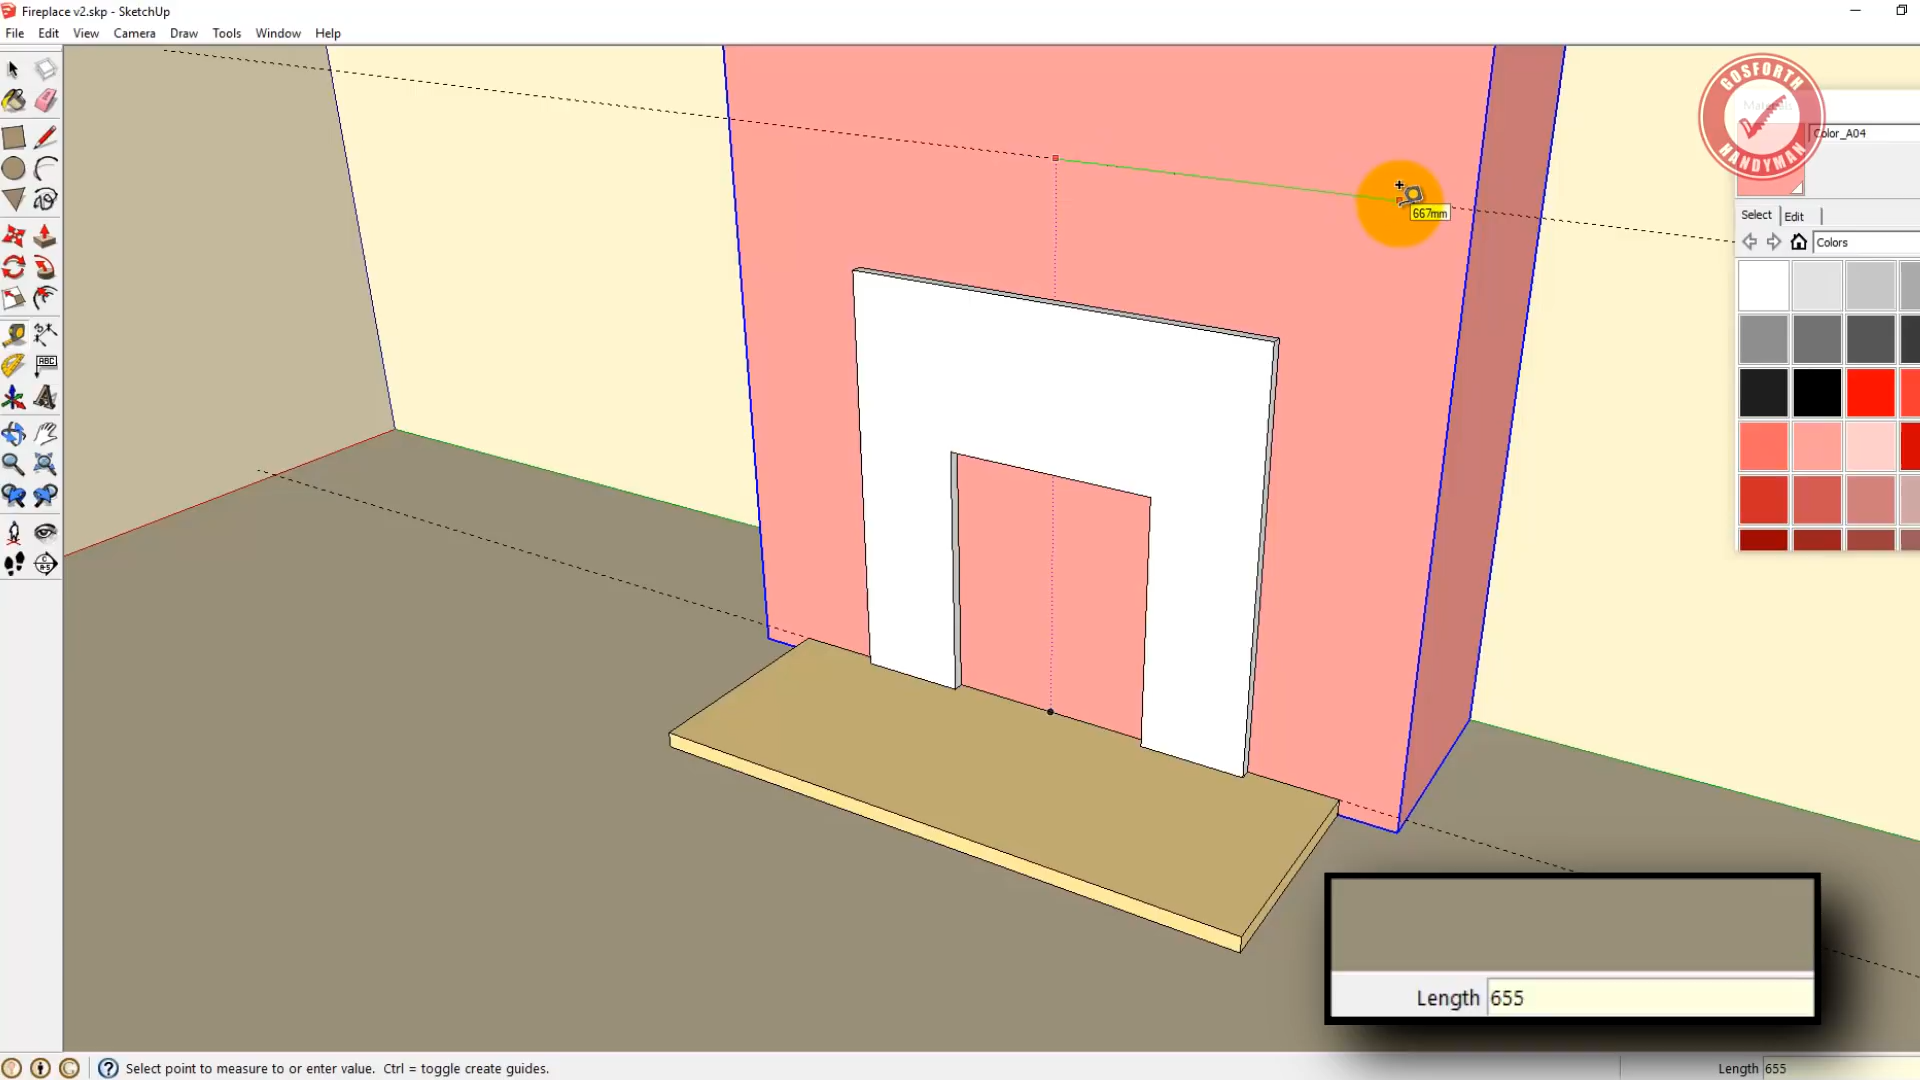 Fireplace v2.skp - SketchUp
File Edit View Camera Draw Tools Window Help
GOSFORTH
HANDYMAN
Color_A04
667mm
Select Edit
Colors
ABC
Length 655
Select point to measure to or enter value. Ctrl = toggle create guides.
Length 655